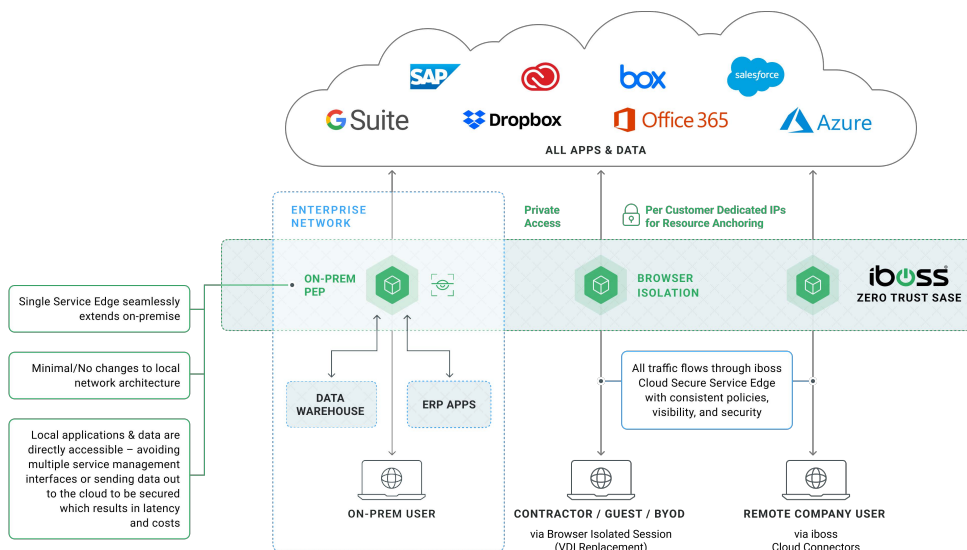 SAP
box
salesforce
G Suite
Dropbox
Office 365
Azure
ALL APPS & DATA
ENTERPRISE
NETWORK
Private
Access
Per Customer Dedicated IPs
for Resource Anchoring
ON-PREM
PEP
BROWSER
ISOLATION
iboss
ZERO TRUST SASE
Single Service Edge seamlessly
extends on-premise
Minimal/No changes to local
network architecture
Local applications & data are
directly accessible – avoiding
multiple service management
interfaces or sending data out
to the cloud to be secured
which results in latency
and costs
DATA
WAREHOUSE
ERP APPS
All traffic flows through iboss
Cloud Secure Service Edge
with consistent policies,
visibility, and security
ON-PREM USER
CONTRACTOR / GUEST / BYOD
via Browser Isolated Session
(VDI Replacement)
REMOTE COMPANY USER
via iboss
Cloud Connectors